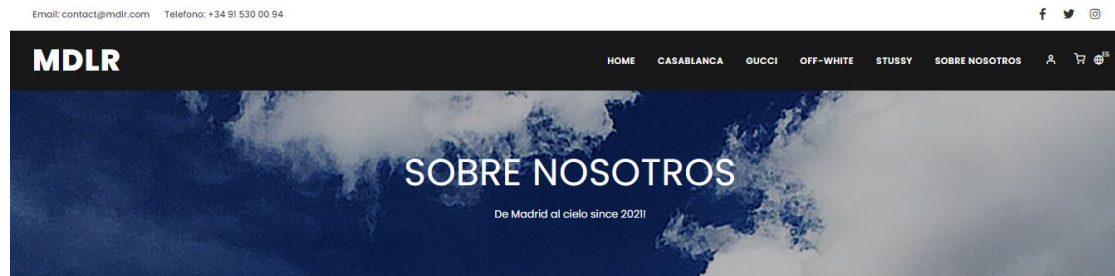 Email: contact@mdlr.com Telefono: +34 91 530 00 94
MDLR HOME CASABLANCA GUCCI OFF-WHITE STUSSY SOBRE NOSOTROS ES
SOBRE NOSOTROS
De Madrid al cielo since 2021!